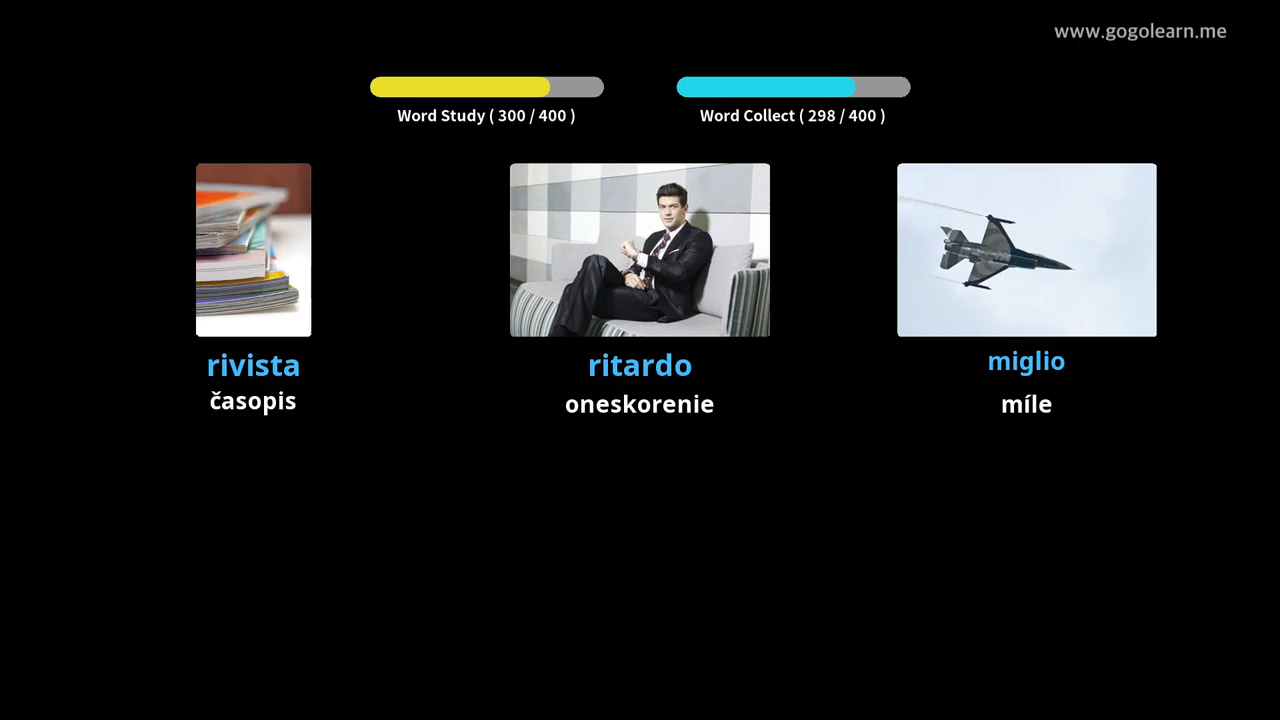 www.gogolearn.me
Word Study ( 300 / 400 )
Word Collect ( 298 / 400 )
rivista
časopis
ritardo
oneskorenie
miglio
míle